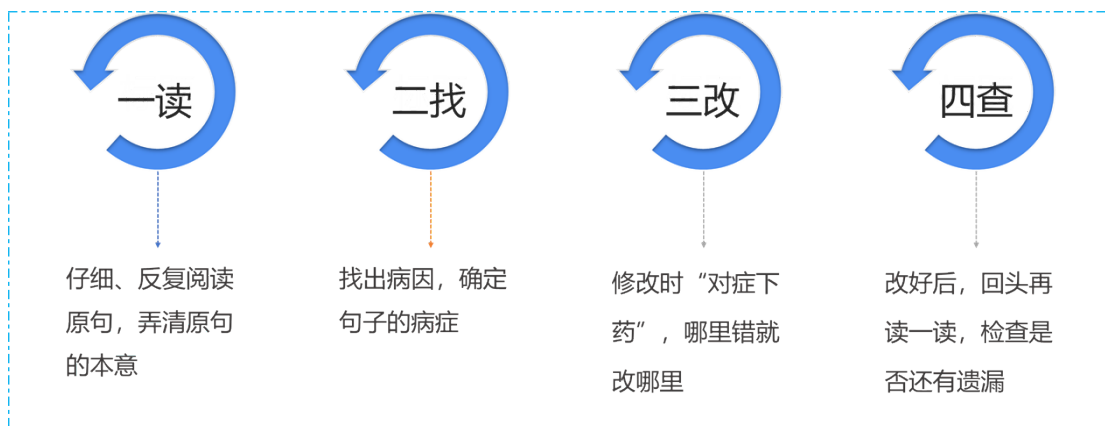 一读
仔细、反复阅读
原句，弄清原句
的本意
二找
找出病因，确定
句子的病症
三改
修改时“对症下
药”，哪里错就
改哪里
四查
改好后，回头再
读一读，检查是
否还有遗漏